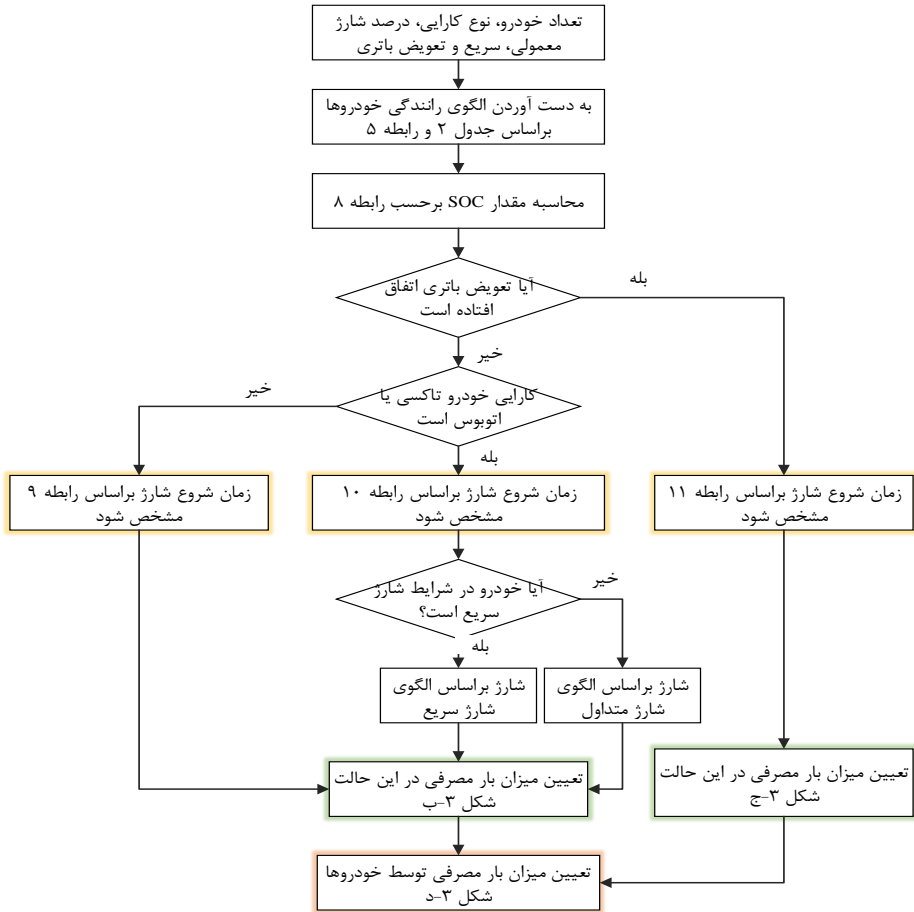 تعداد خودرو، نوع کارایی، درصد شارژ
معمولی، سریع و تعویض باتری
به دست آوردن الگوی رانندگی خودروها
براساس جدول ۲ و رابطه ۵
محاسبه مقدار SOC برحسب رابطه ۸
آیا تعویض باتری اتفاق
افتاده است
بله
خیر
کارایی خودرو تاکسی یا
اتوبوس است
خیر
بله
زمان شروع شارژ براساس رابطه ۱۱
مشخص شود
زمان شروع شارژ براساس رابطه ۱۰
مشخص شود
زمان شروع شارژ براساس رابطه ۹
مشخص شود
آیا خودرو در شرایط شارژ
سریع است؟
خیر
بله
شارژ براساس الگوی
شارژ متداول
شارژ براساس الگوی
شارژ سریع
تعیین میزان بار مصرفی در این حالت
شکل ۳-ج
تعیین میزان بار مصرفی در این حالت
شکل ۳-ب
تعیین میزان بار مصرفی توسط خودروها
شکل ۳-د